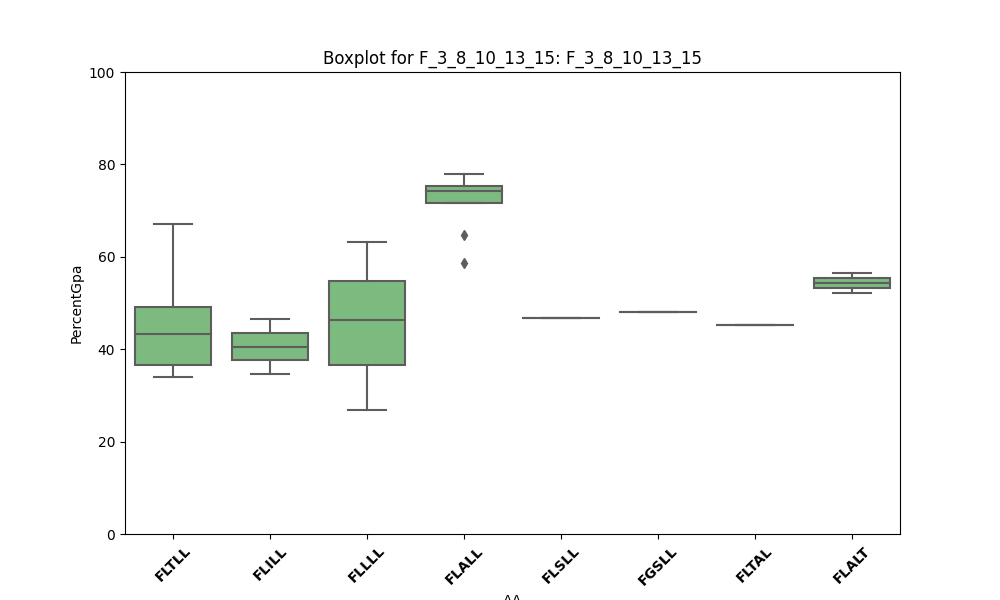 Boxplot for F_3_8_10_13_15: F_3_8_10_13_15
100
80
60
40
20
0
PercentGpa
FLTLL
FLILL
FLLLL
FLALL
FLSLL
FGSLL
FLTAL
FLALT
AA